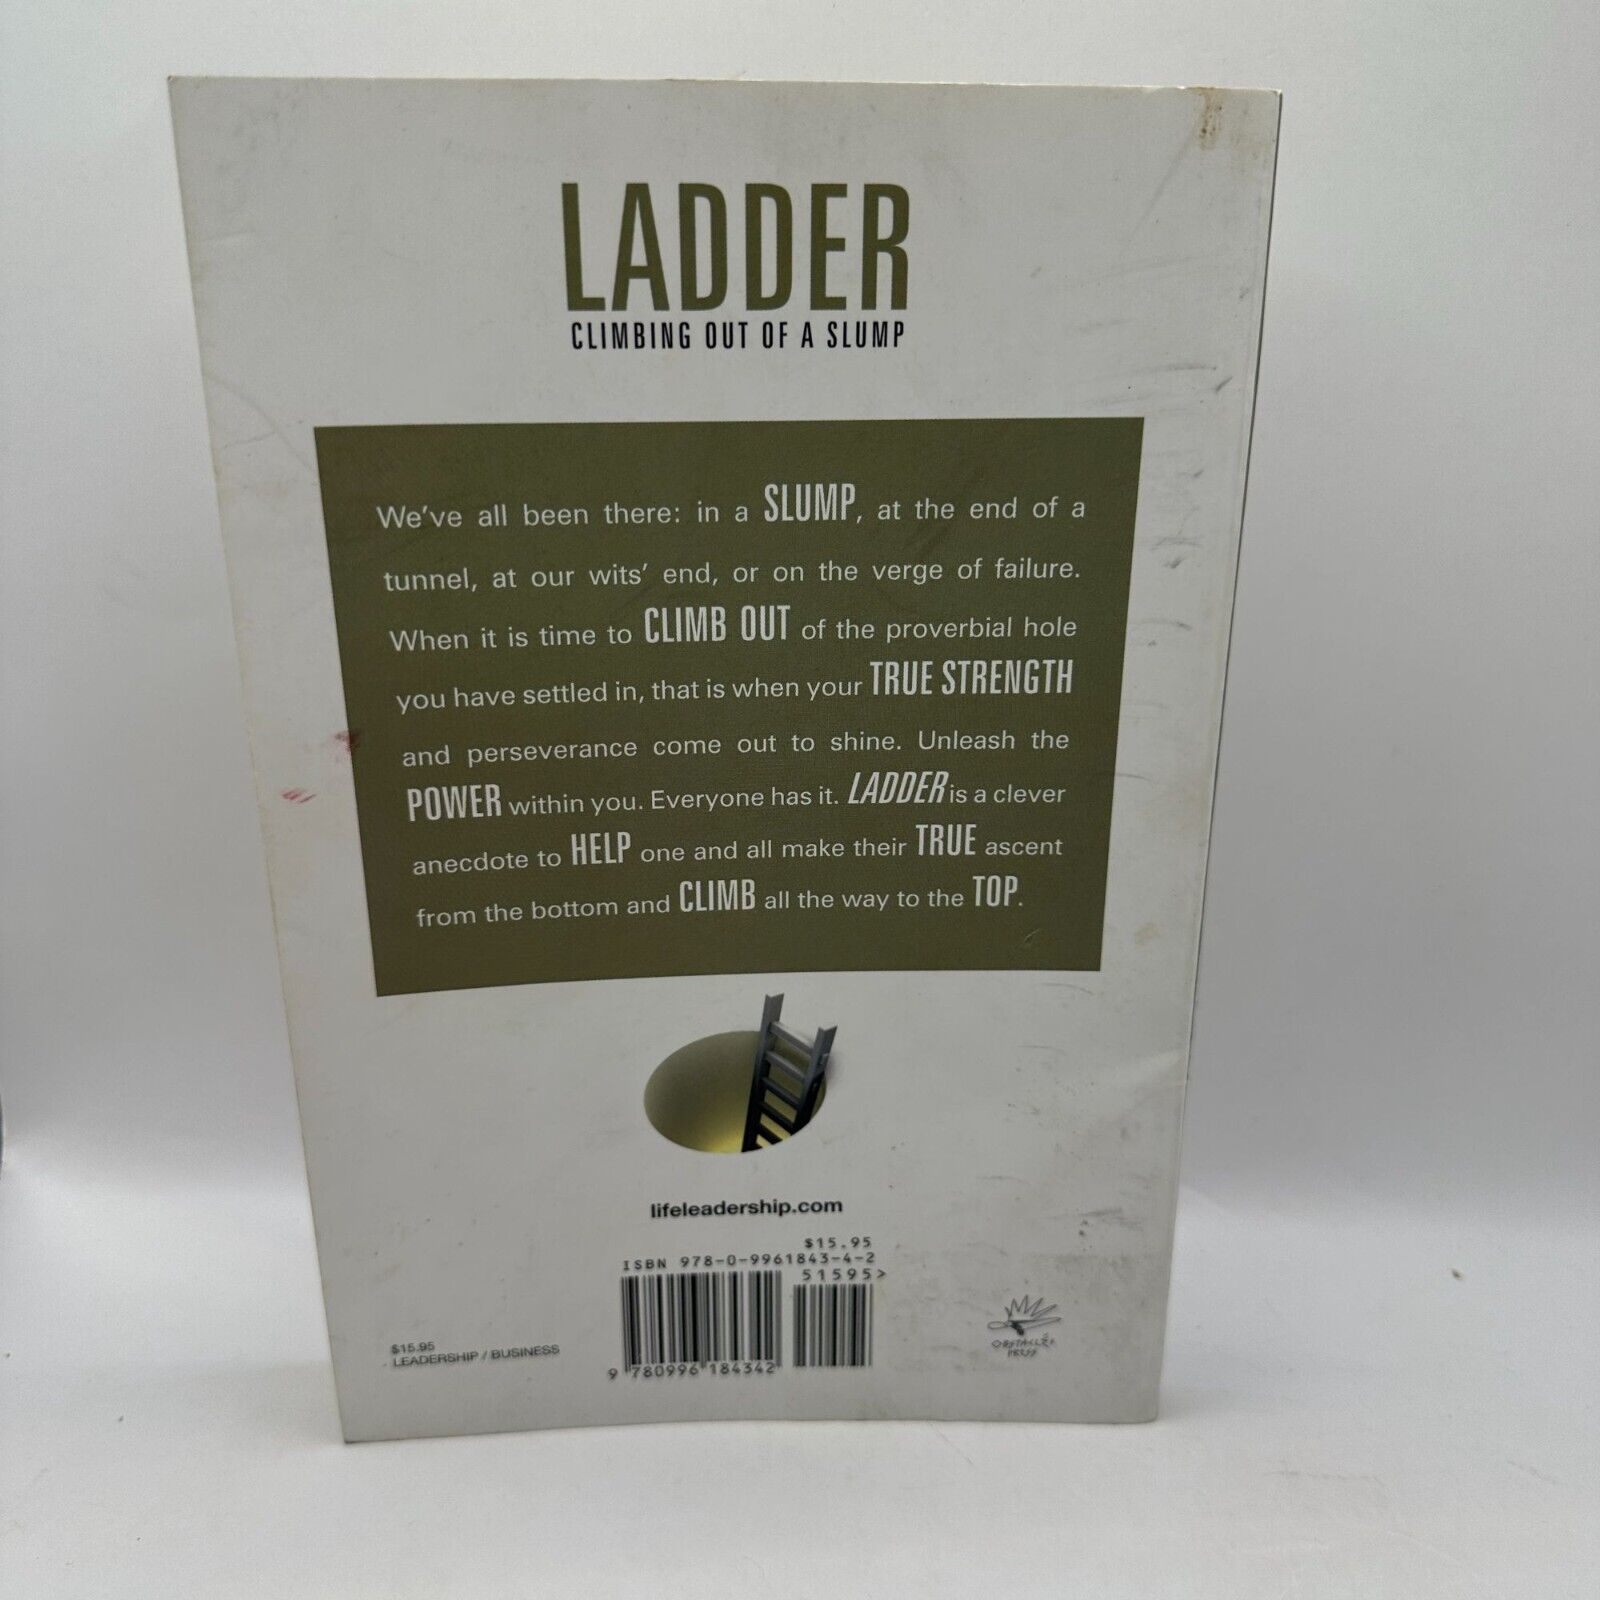 LADDER
CLIMBING OUT OF A SLUMP
We've all been there: in a SLUMP, at the end of a
tunnel, at our wits' end, or on the verge of failure.
When it is time to CLIMB OUT of the proverbial hole
you have settled in, that is when your TRUE STRENGTH
and perseverance come out to shine. Unleash the
POWER within you. Everyone has it. LADDER is a clever
anecdote to HELP one and all make their TRUE ascent
from the bottom and CLIMB all the way to the TOP.
lifeleadership.com
$15.95
ISBN 978-0-9961843-4-2
51595>
9 780996 184342
$15.95
LEADERSHIP / BUSINESS
OBSTACLÉS
PRESS